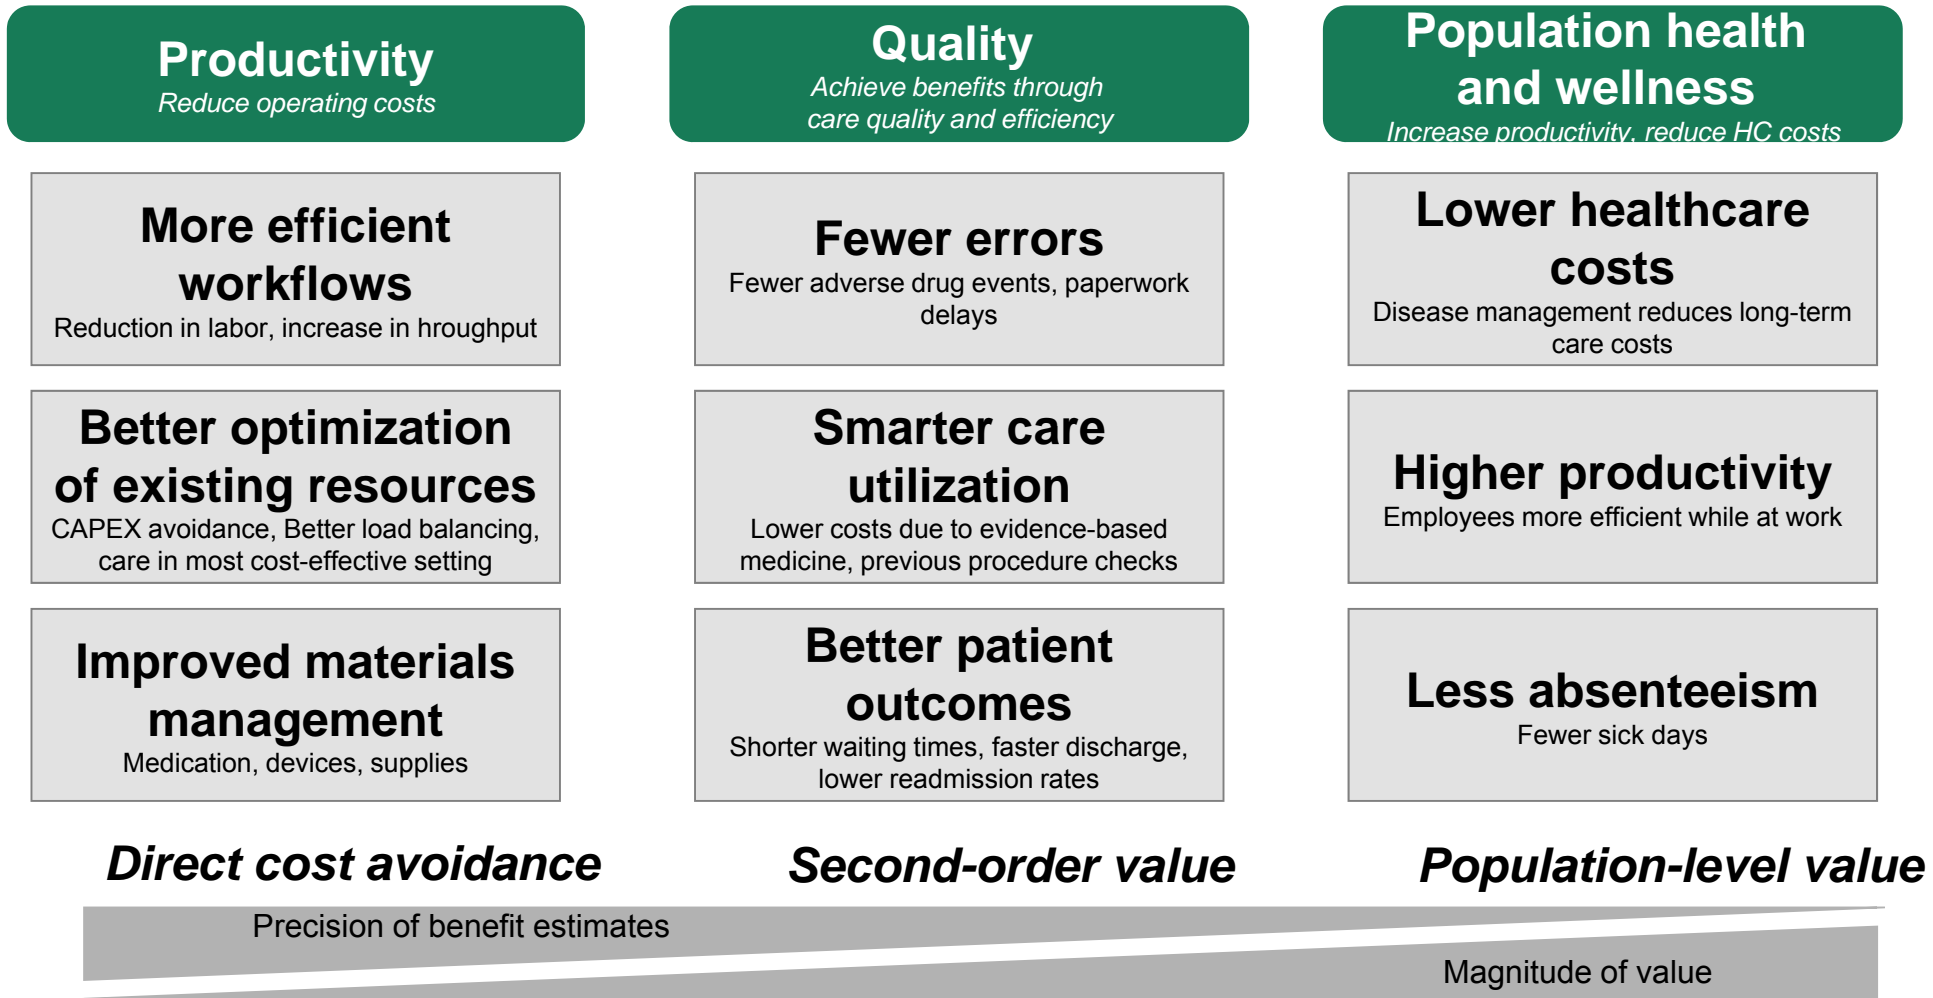 Productivity
Reduce operating costs
Quality
Achieve benefits through
care quality and efficiency
Population health
and wellness
Increase productivity, reduce HC costs
More efficient
workflows
Reduction in labor, increase in hroughput
Fewer errors
Fewer adverse drug events, paperwork
delays
Lower healthcare
costs
Disease management reduces long-term
care costs
Better optimization
of existing resources
CAPEX avoidance, Better load balancing,
care in most cost-effective setting
Smarter care
utilization
Lower costs due to evidence-based
medicine, previous procedure checks
Higher productivity
Employees more efficient while at work
Improved materials
management
Medication, devices, supplies
Better patient
outcomes
Shorter waiting times, faster discharge,
lower readmission rates
Less absenteeism
Fewer sick days
Direct cost avoidance
Second-order value
Population-level value
Precision of benefit estimates
Magnitude of value